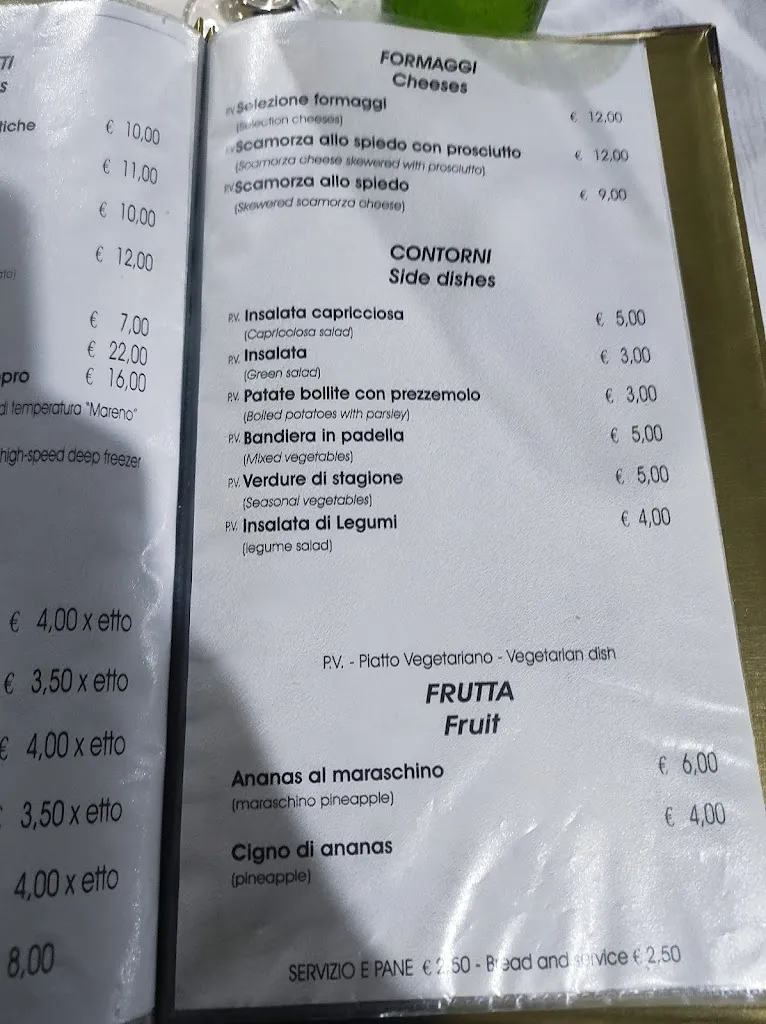 TI
S
tiche € 10,00
€ 11,00
€ 10,00
€ 12,00
€ 7,00
€ 22,00
pro € 16,00
di temperatura "Mareno"
high-speed deep freezer
€ 4,00 x etto
€ 3,50 x etto
€ 4,00 x etto
3,50 x etto
4,00 x etto
8,00
FORMAGGI
Cheeses
P.V. Selezione formaggi € 12,00
(selection cheeses)
Scamorza allo spiedo con prosciutto € 12,00
(Scamorza cheese skewered with prosciutto)
P.V. Scamorza allo spiedo € 9,00
(Skewered scamorza cheese)
CONTORNI
Side dishes
P.V. Insalata capricciosa € 5,00
(Capricciosa salad)
P.V. Insalata € 3,00
(Green salad)
P.V. Patate bollite con prezzemolo € 3,00
(Boiled potatoes with parsley)
P.V. Bandiera in padella € 5,00
(Mixed vegetables)
P.V. Verdure di stagione € 5,00
(Seasonal vegetables)
P.V. Insalata di Legumi € 4,00
(legume salad)
P.V. - Piatto Vegetariano - Vegetarian dish
FRUTTA
Fruit
Ananas al maraschino € 6,00
(maraschino pineapple)
€ 4,00
Cigno di ananas
(pineapple)
SERVIZIO E PANE € 2,50 - Bread and service € 2,50